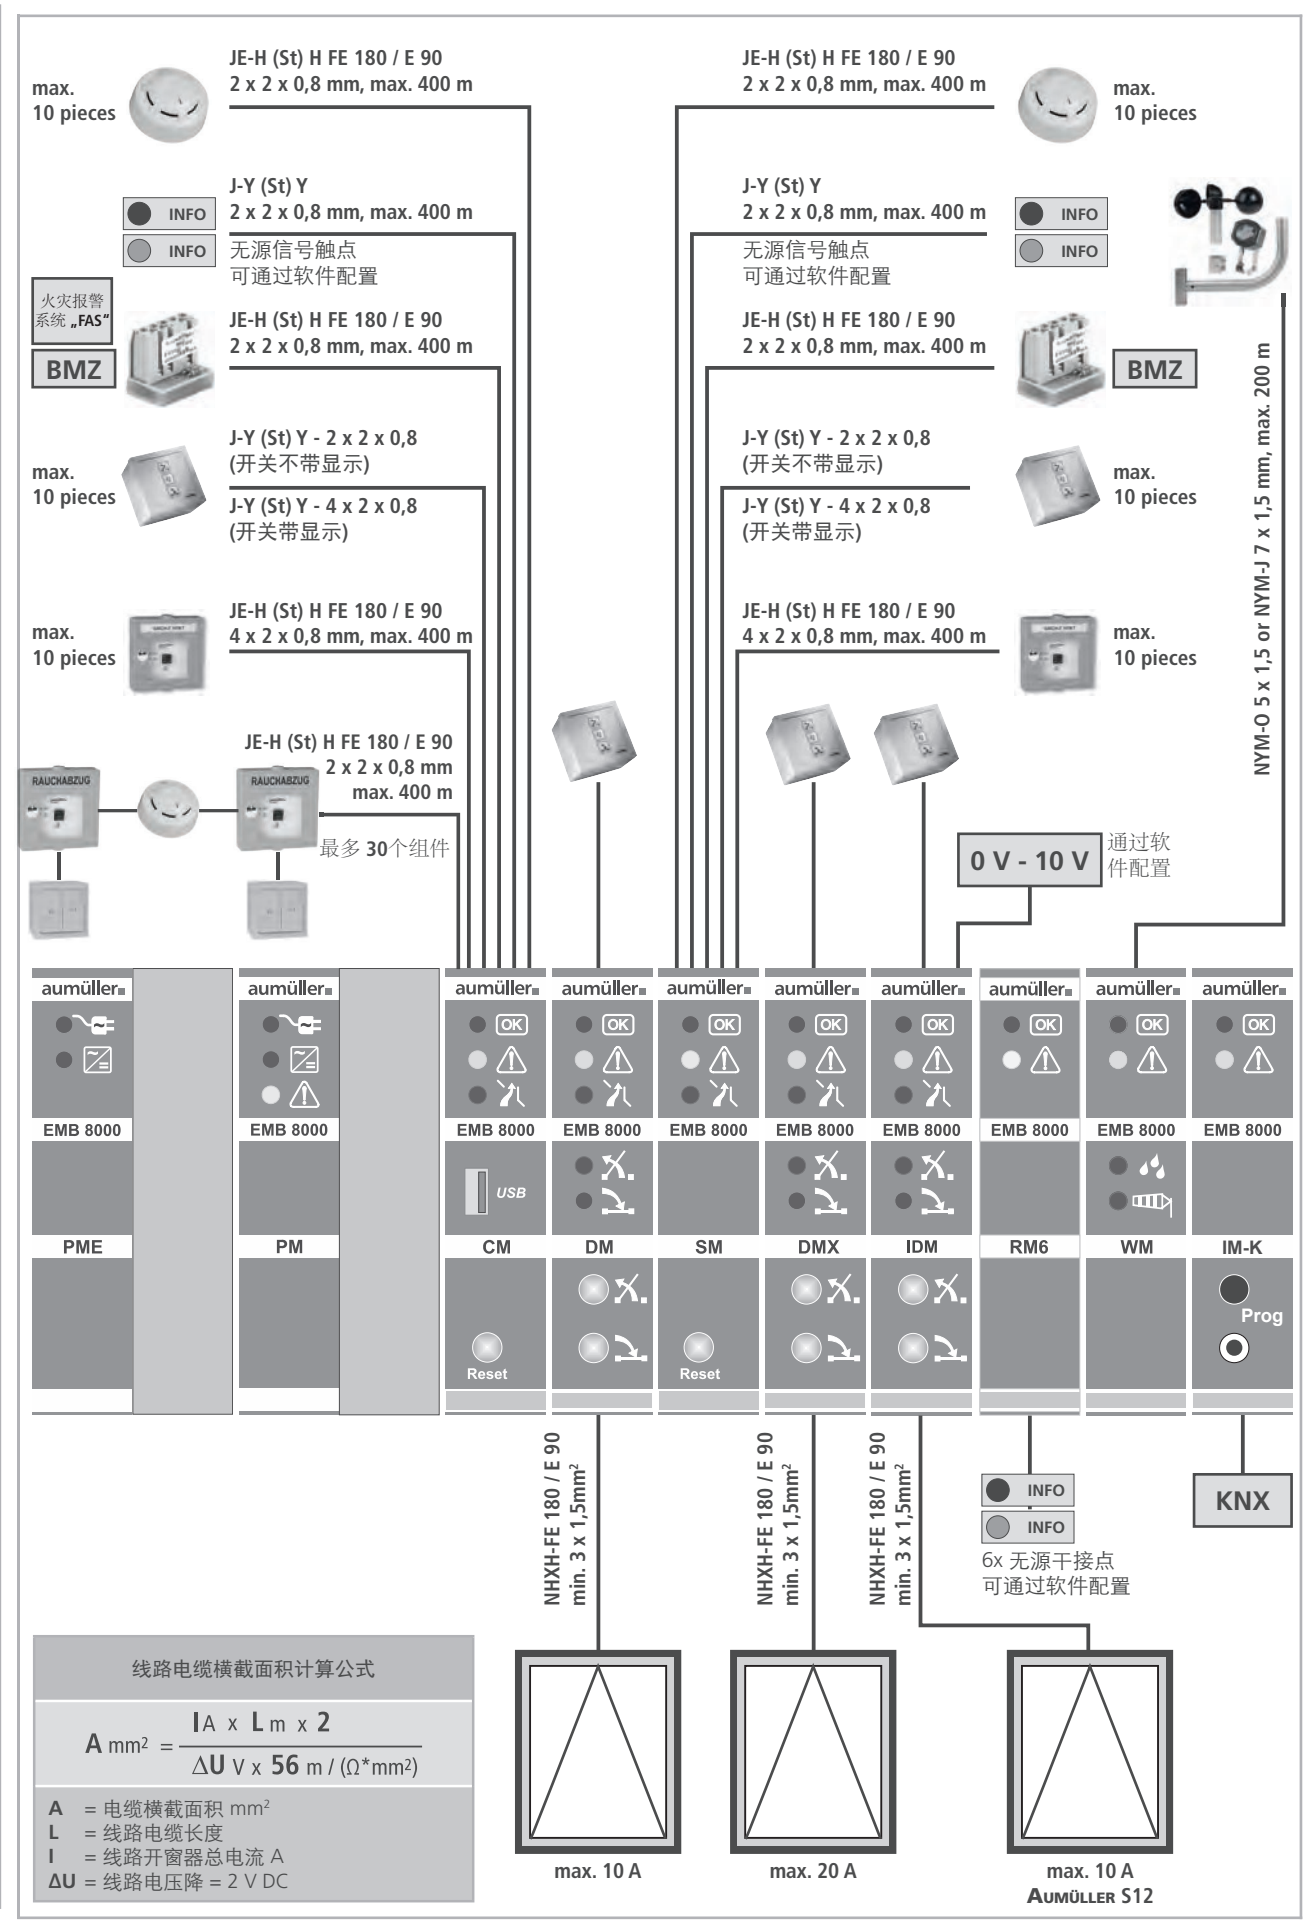 JE-H (St) H FE 180 / E 90
2 x 2 x 0,8 mm, max. 400 m
max.
10 pieces
J-Y (St) Y
2 x 2 x 0,8 mm, max. 400 m
INFO
INFO
无源信号触点
可通过软件配置
火灾报警
系统 „FAS“
BMZ
JE-H (St) H FE 180 / E 90
2 x 2 x 0,8 mm, max. 400 m
J-Y (St) Y - 2 x 2 x 0,8
(开关不带显示)
max.
10 pieces
J-Y (St) Y - 4 x 2 x 0,8
(开关带显示)
JE-H (St) H FE 180 / E 90
4 x 2 x 0,8 mm, max. 400 m
max.
10 pieces
JE-H (St) H FE 180 / E 90
2 x 2 x 0,8 mm
max. 400 m
RAUCHABZUG
RAUCHABZUG
最多 30个组件
JE-H (St) H FE 180 / E 90
2 x 2 x 0,8 mm, max. 400 m
max.
10 pieces
J-Y (St) Y
2 x 2 x 0,8 mm, max. 400 m
INFO
INFO
无源信号触点
可通过软件配置
JE-H (St) H FE 180 / E 90
2 x 2 x 0,8 mm, max. 400 m
BMZ
J-Y (St) Y - 2 x 2 x 0,8
(开关不带显示)
max.
10 pieces
J-Y (St) Y - 4 x 2 x 0,8
(开关带显示)
JE-H (St) H FE 180 / E 90
4 x 2 x 0,8 mm, max. 400 m
max.
10 pieces
NYM-O 5 x 1,5 or NYM-J 7 x 1,5 mm, max. 200 m
0 V - 10 V
通过软
件配置
aumüller
EMB 8000
PME
aumüller
EMB 8000
PM
aumüller
OK
EMB 8000
USB
CM
Reset
aumüller
OK
EMB 8000
DM
aumüller
OK
EMB 8000
SM
Reset
aumüller
OK
EMB 8000
DMX
aumüller
OK
EMB 8000
IDM
aumüller
OK
EMB 8000
RM6
aumüller
OK
EMB 8000
WM
aumüller
OK
EMB 8000
IM-K
Prog
NHXH-FE 180 / E 90
min. 3 x 1,5mm²
NHXH-FE 180 / E 90
min. 3 x 1,5mm²
NHXH-FE 180 / E 90
min. 3 x 1,5mm²
INFO
INFO
6x 无源干接点
可通过软件配置
KNX
max. 10 A
max. 20 A
max. 10 A
AUMÜLLER S12
线路电缆横截面积计算公式
A mm² = I A x L m x 2
ΔU V x 56 m / (Ω*mm²)
A = 电缆横截面积 mm²
L = 线路电缆长度
I = 线路开窗器总电流 A
ΔU = 线路电压降 = 2 V DC